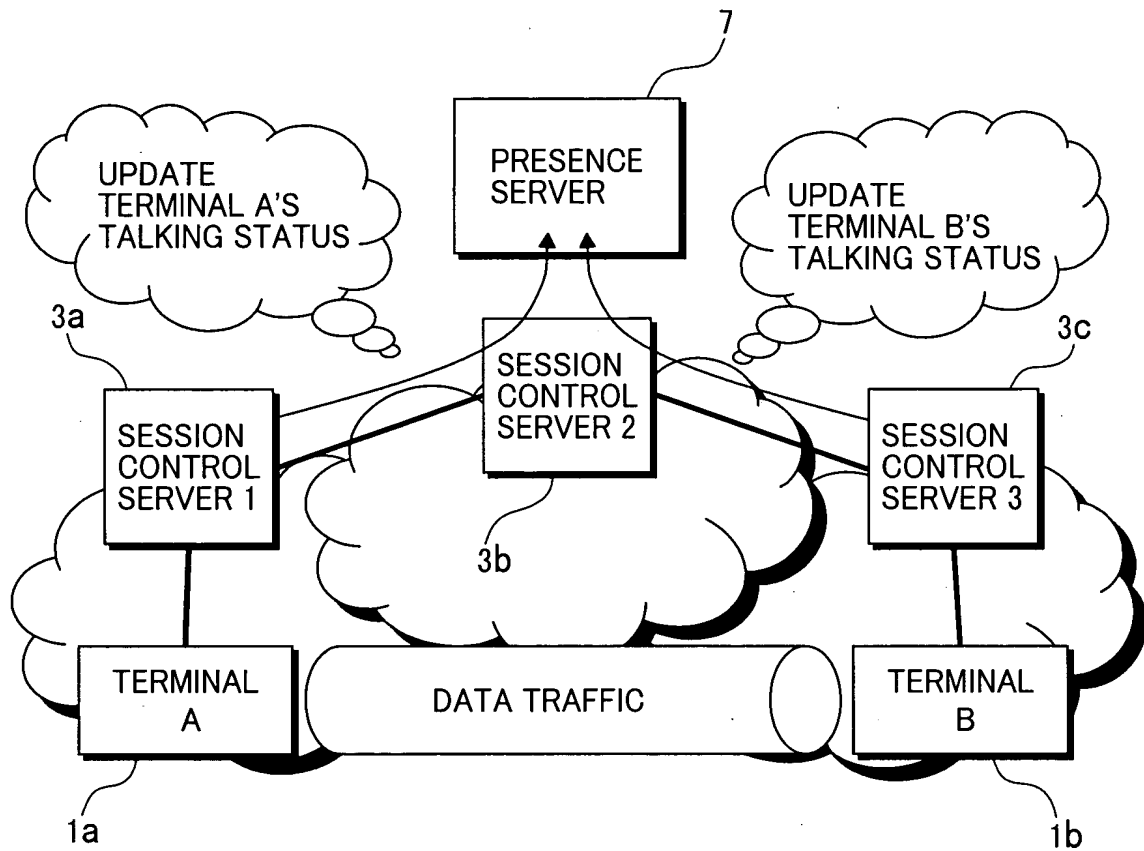 7
PRESENCE
SERVER
UPDATE
TERMINAL A'S
TALKING STATUS
UPDATE
TERMINAL B'S
TALKING STATUS
3a
3c
SESSION
CONTROL
SERVER 2
SESSION
CONTROL
SERVER 1
SESSION
CONTROL
SERVER 3
3b
TERMINAL
A
DATA TRAFFIC
TERMINAL
B
1a
1b